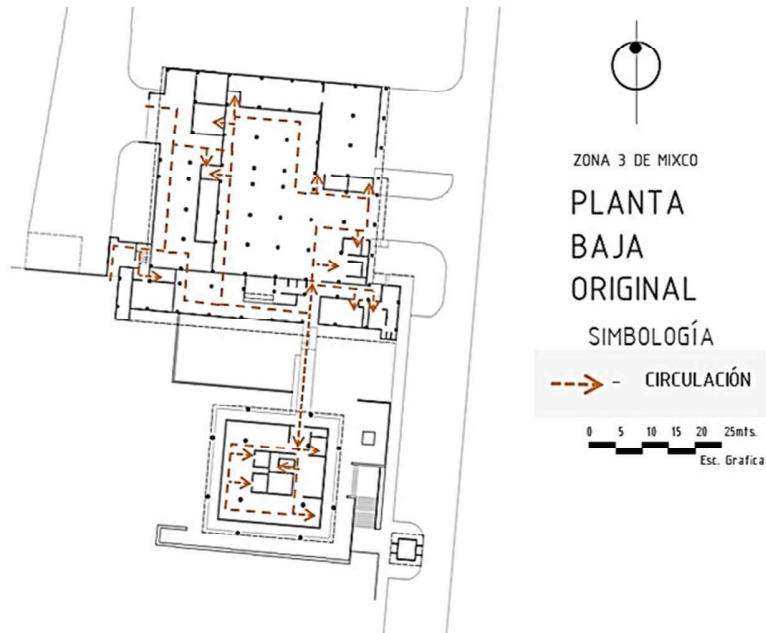 ZONA 3 DE MIXCO
PLANTA
BAJA
ORIGINAL
SIMBOLOGÍA
- CIRCULACIÓN
0 5 10 15 20 25mts.
Esc. Grafica